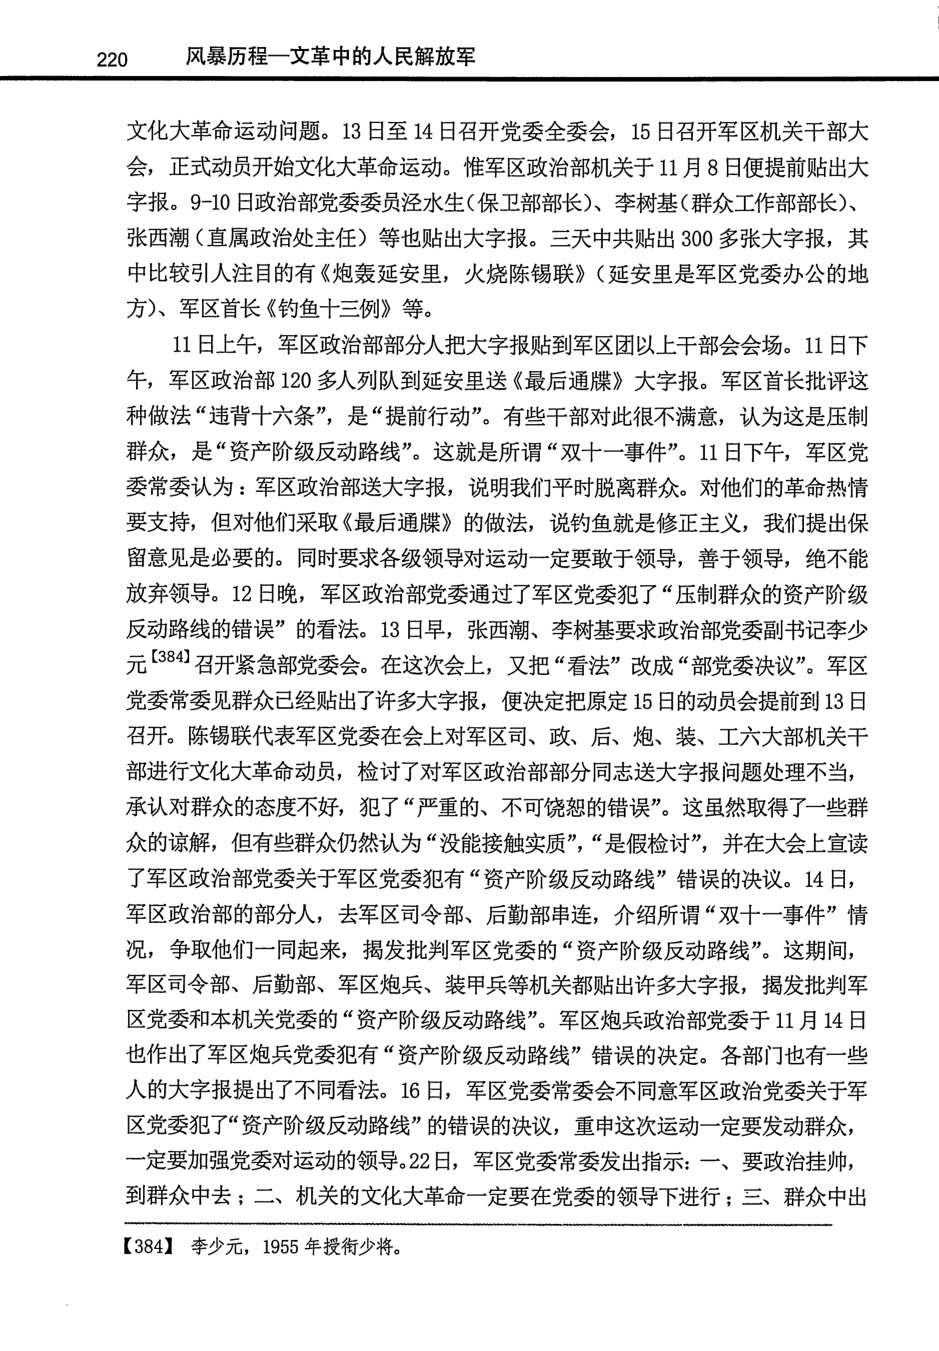 220 风暴历程—文革中的人民解放军
文化大革命运动问题。13日至14日召开党委全委会，15日召开军区机关干部大
会，正式动员开始文化大革命运动。惟军区政治部机关于11月8日便提前贴出大
字报。9-10日政治部党委委员泾水生（保卫部部长）、李树基（群众工作部部长）、
张西潮（直属政治处主任）等也贴出大字报。三天中共贴出300多张大字报，其
中比较引人注目的有《炮轰延安里，火烧陈锡联》（延安里是军区党委办公的地
方）、军区首长《钓鱼十三例》等。
11日上午，军区政治部部分人把大字报贴到军区团以上干部会会场。11日下
午，军区政治部120多人列队到延安里送《最后通牒》大字报。军区首长批评这
种做法“违背十六条”，是“提前行动”。有些干部对此很不满意，认为这是压制
群众，是“资产阶级反动路线”。这就是所谓“双十一事件”。11日下午，军区党
委常委认为：军区政治部送大字报，说明我们平时脱离群众。对他们的革命热情
要支持，但对他们采取《最后通牒》的做法，说钓鱼就是修正主义，我们提出保
留意见是必要的。同时要求各级领导对运动一定要敢于领导，善于领导，绝不能
放弃领导。12日晚，军区政治部党委通过了军区党委犯了“压制群众的资产阶级
反动路线的错误”的看法。13日早，张西潮、李树基要求政治部党委副书记李少
元【384】召开紧急部党委会。在这次会上，又把“看法”改成“部党委决议”。军区
党委常委见群众已经贴出了许多大字报，便决定把原定15日的动员会提前到13日
召开。陈锡联代表军区党委在会上对军区司、政、后、炮、装、工六大部机关干
部进行文化大革命动员，检讨了对军区政治部部分同志送大字报问题处理不当，
承认对群众的态度不好，犯了“严重的、不可饶恕的错误”。这虽然取得了一些群
众的谅解，但有些群众仍然认为“没能接触实质”，“是假检讨”，并在大会上宣读
了军区政治部党委关于军区党委犯有“资产阶级反动路线”错误的决议。14日，
军区政治部的部分人，去军区司令部、后勤部串连，介绍所谓“双十一事件”情
况，争取他们一同起来，揭发批判军区党委的“资产阶级反动路线”。这期间，
军区司令部、后勤部、军区炮兵、装甲兵等机关都贴出许多大字报，揭发批判军
区党委和本机关党委的“资产阶级反动路线”。军区炮兵政治部党委于11月14日
也作出了军区炮兵党委犯有“资产阶级反动路线”错误的决定。各部门也有一些
人的大字报提出了不同看法。16日，军区党委常委会不同意军区政治党委关于军
区党委犯了“资产阶级反动路线”的错误的决议，重申这次运动一定要发动群众，
一定要加强党委对运动的领导。22日，军区党委常委发出指示：一、要政治挂帅，
到群众中去；二、机关的文化大革命一定要在党委的领导下进行；三、群众中出
【384】 李少元，1955年授衔少将。